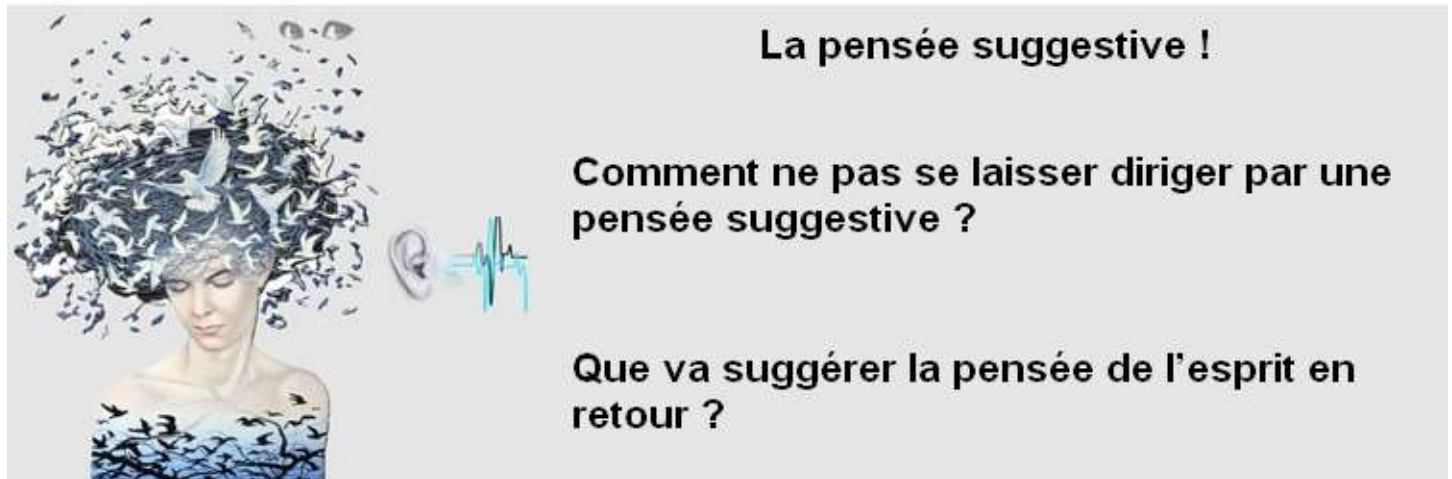 La pensée suggestive !
Comment ne pas se laisser diriger par une
pensée suggestive ?
Que va suggérer la pensée de l'esprit en
retour ?